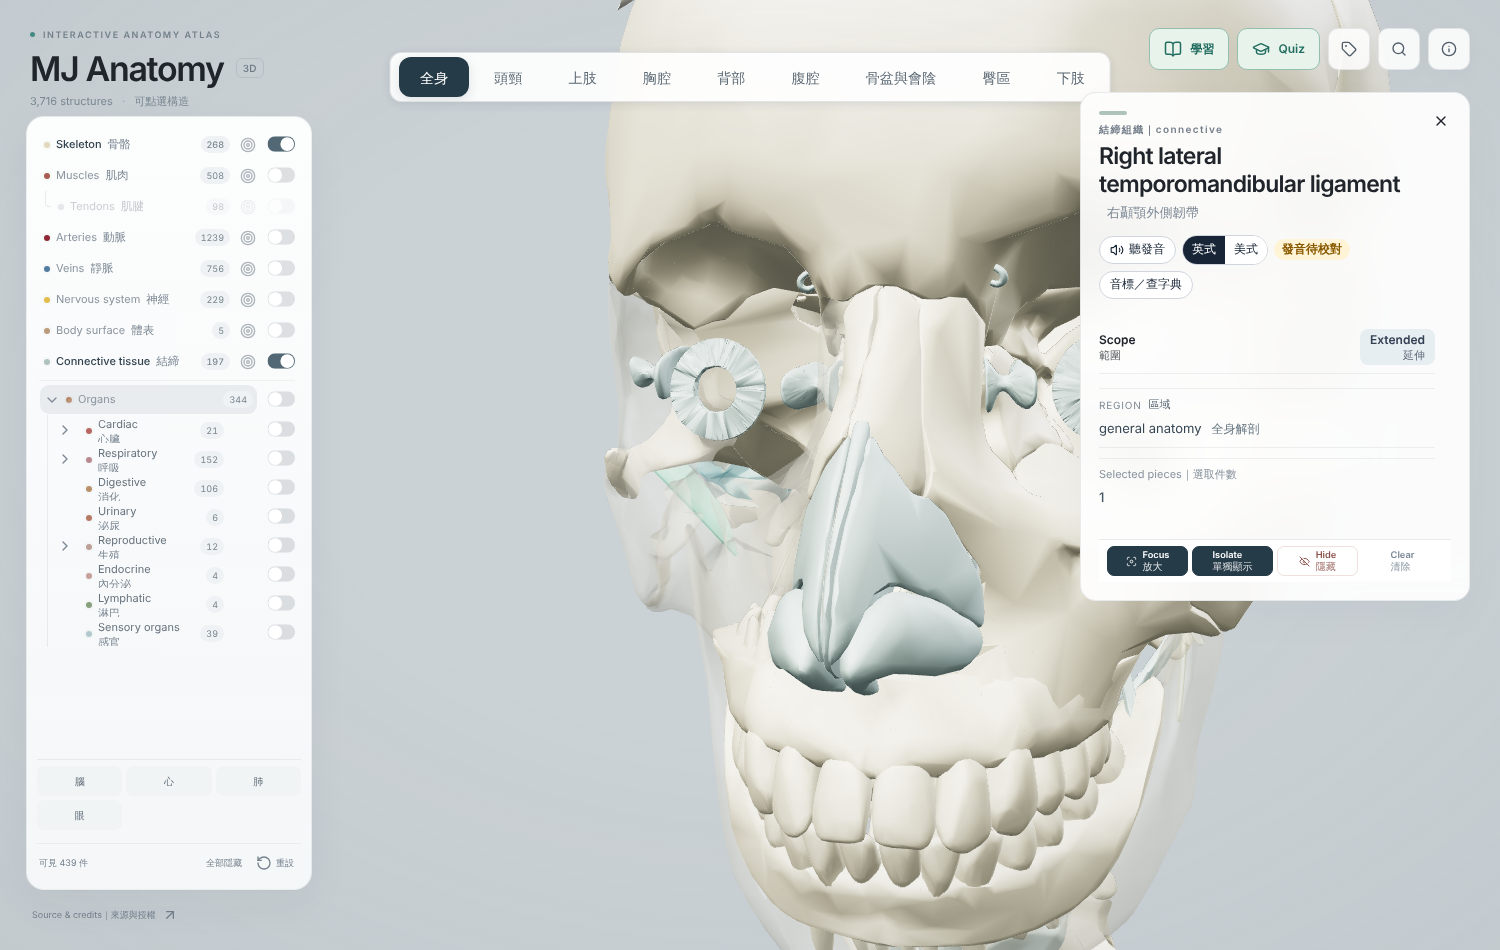 INTERACTIVE ANATOMY ATLAS
MJ Anatomy 3D
3,716 structures · 可點選構造
全身 頭頸 上肢 胸腔 背部 腹腔 骨盆與會陰 臀區 下肢
學習 Quiz
Skeleton 骨骼 268
Muscles 肌肉 508
Tendons 肌腱 98
Arteries 動脈 1239
Veins 靜脈 756
Nervous system 神經 229
Body surface 體表 5
Connective tissue 結締 197
Organs 344
Cardiac 21
心臟
Respiratory 152
呼吸
Digestive 106
消化
Urinary 6
泌尿
Reproductive 12
生殖
Endocrine 4
內分泌
Lymphatic 4
淋巴
Sensory organs 39
感官
腦 心 肺
眼
可見 439 件 全部隱藏 重設
Source & credits | 來源與授權
結締組織 | connective
Right lateral
temporomandibular ligament
右顳顎外側韌帶
聽發音 英式 美式 發音待校對
音標／查字典
Scope Extended
範圍 延伸
REGION 區域
general anatomy 全身解剖
Selected pieces | 選取件數
1
Focus Isolate Hide Clear
放大 單獨顯示 隱藏 清除